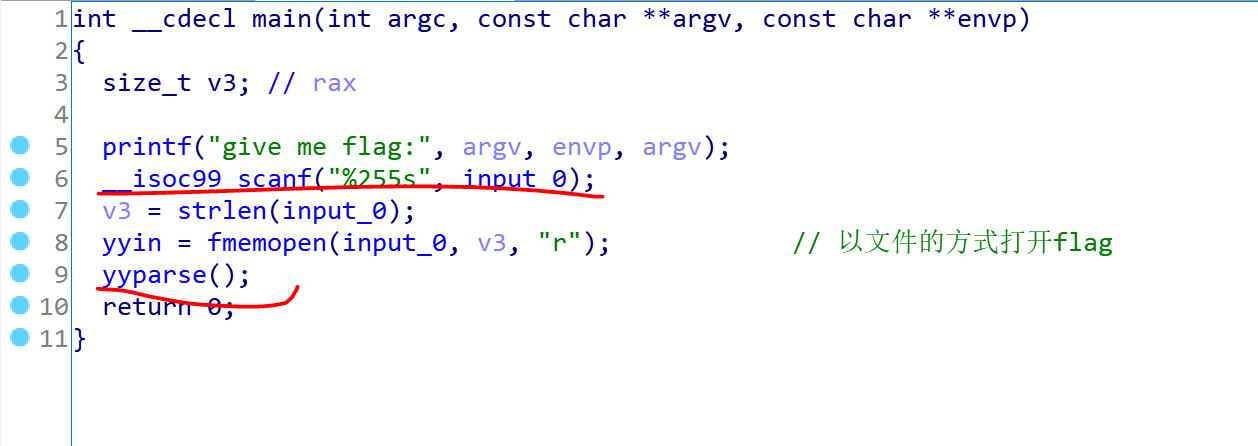 1 int __cdecl main(int argc, const char **argv, const char **envp)
2 {
3 size_t v3; // rax
4
5 printf("give me flag:", argv, envp, argv);
6 __isoc99_scanf("%255s", input_0);
7 v3 = strlen(input_0);
8 yyin = fmemopen(input_0, v3, "r"); // 以文件的方式打开flag
9 yyparse();
10 return 0;
11 }